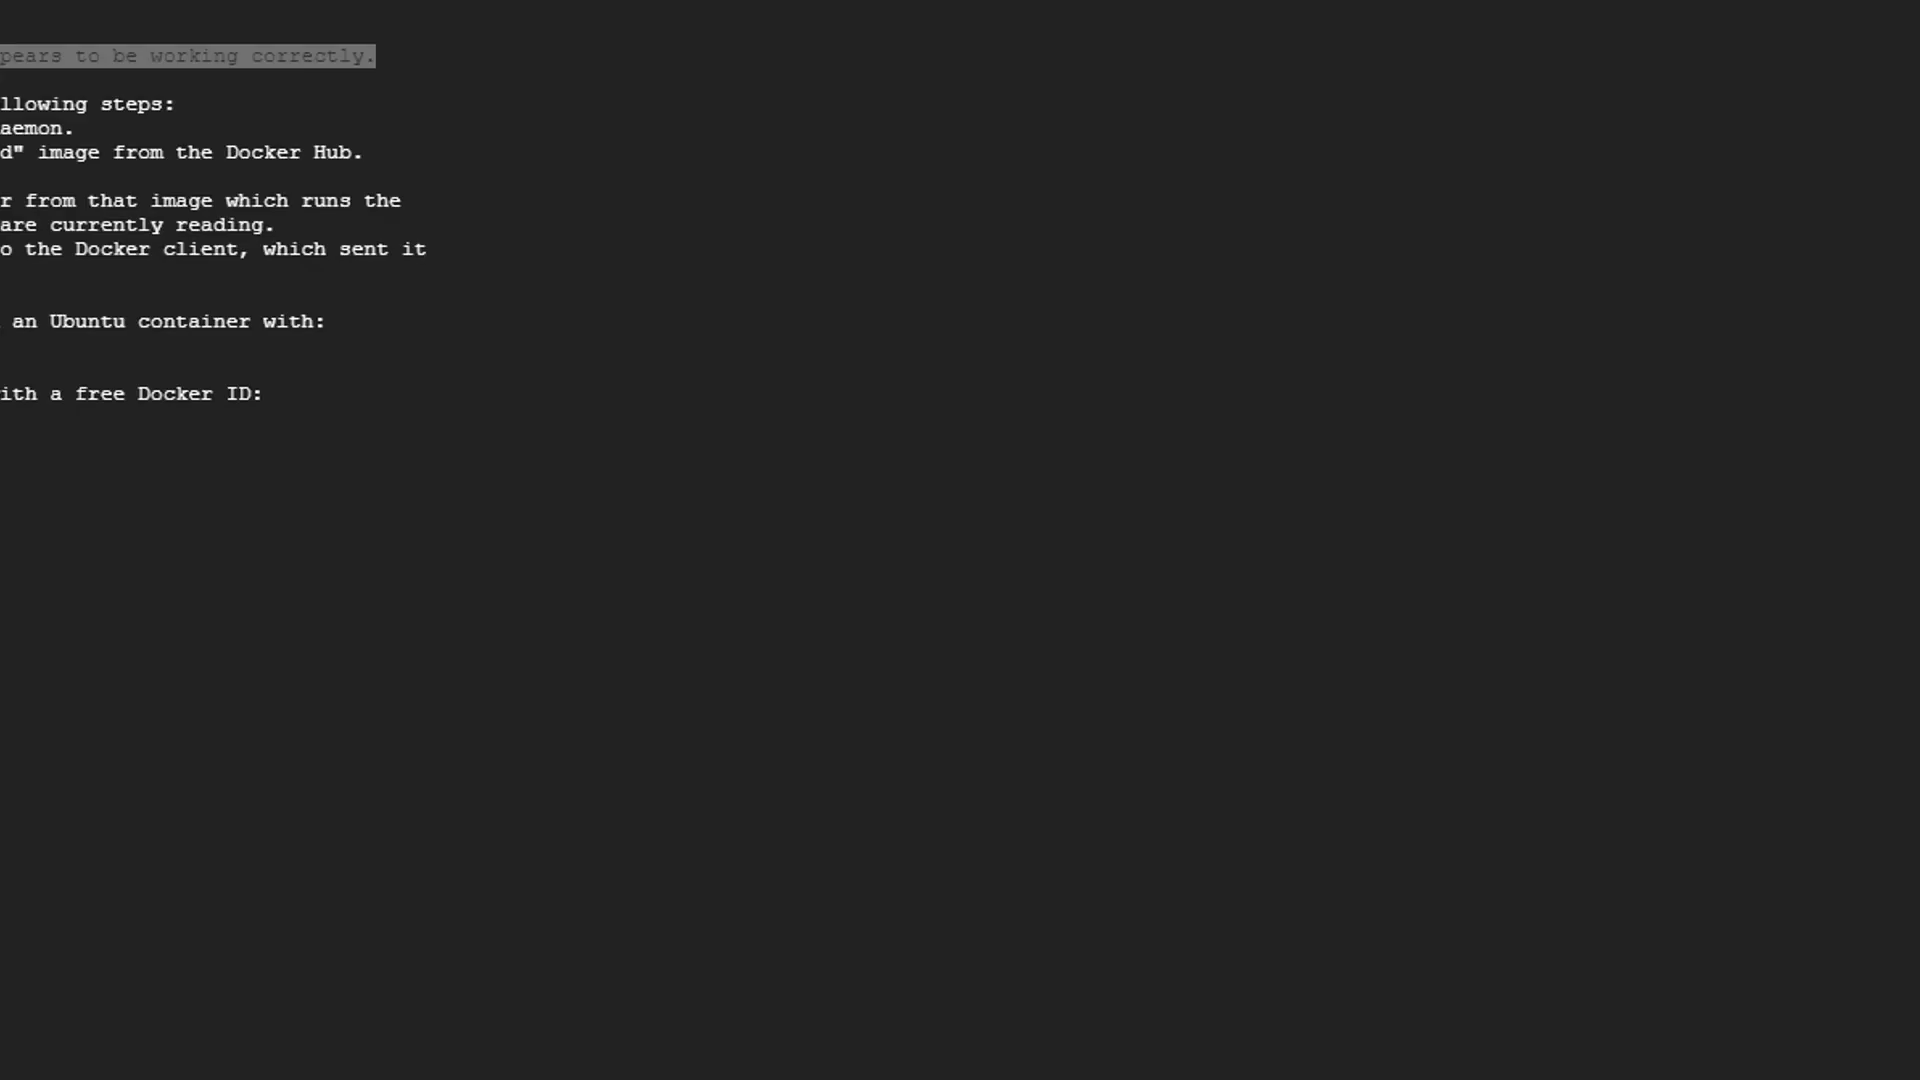 pears to be working correctly.
llowing steps:
aemon.
d" image from the Docker Hub.
r from that image which runs the
are currently reading.
o the Docker client, which sent it
an Ubuntu container with:
ith a free Docker ID: